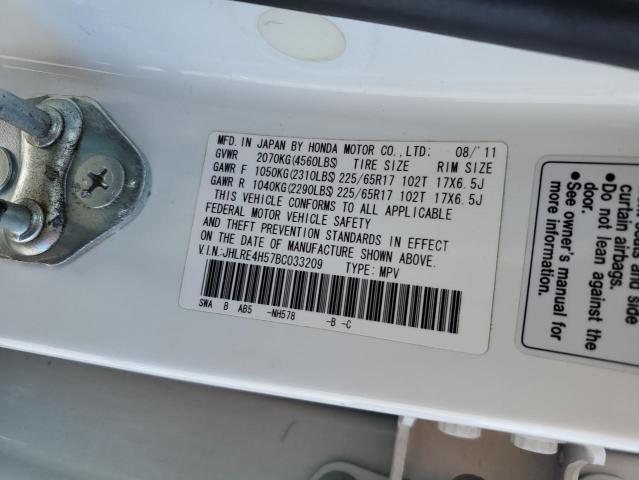 MFD. IN JAPAN BY HONDA MOTOR CO., LTD: 08/'11
GVWR 2070KG(4560LBS) TIRE SIZE RIM SIZE
GAWR F 1050KG(2310LBS) 225/65R17 102T 17X6.5J
GAWR R 1040KG(2290LBS) 225/65R17 102T 17X6.5J
THIS VEHICLE CONFORMS TO ALL APPLICABLE
FEDERAL MOTOR VEHICLE SAFETY
AND THEFT PREVENTION STANDARDS IN EFFECT
ON THE DATE OF MANUFACTURE SHOWN ABOVE.
V.I.N:JHLRE4H57BC033209 TYPE: MPV
SWA B AB5 -NH578 -B -C
and side
curtain airbags.
•Do not lean against the
door.
•See owner's manual for
more information.